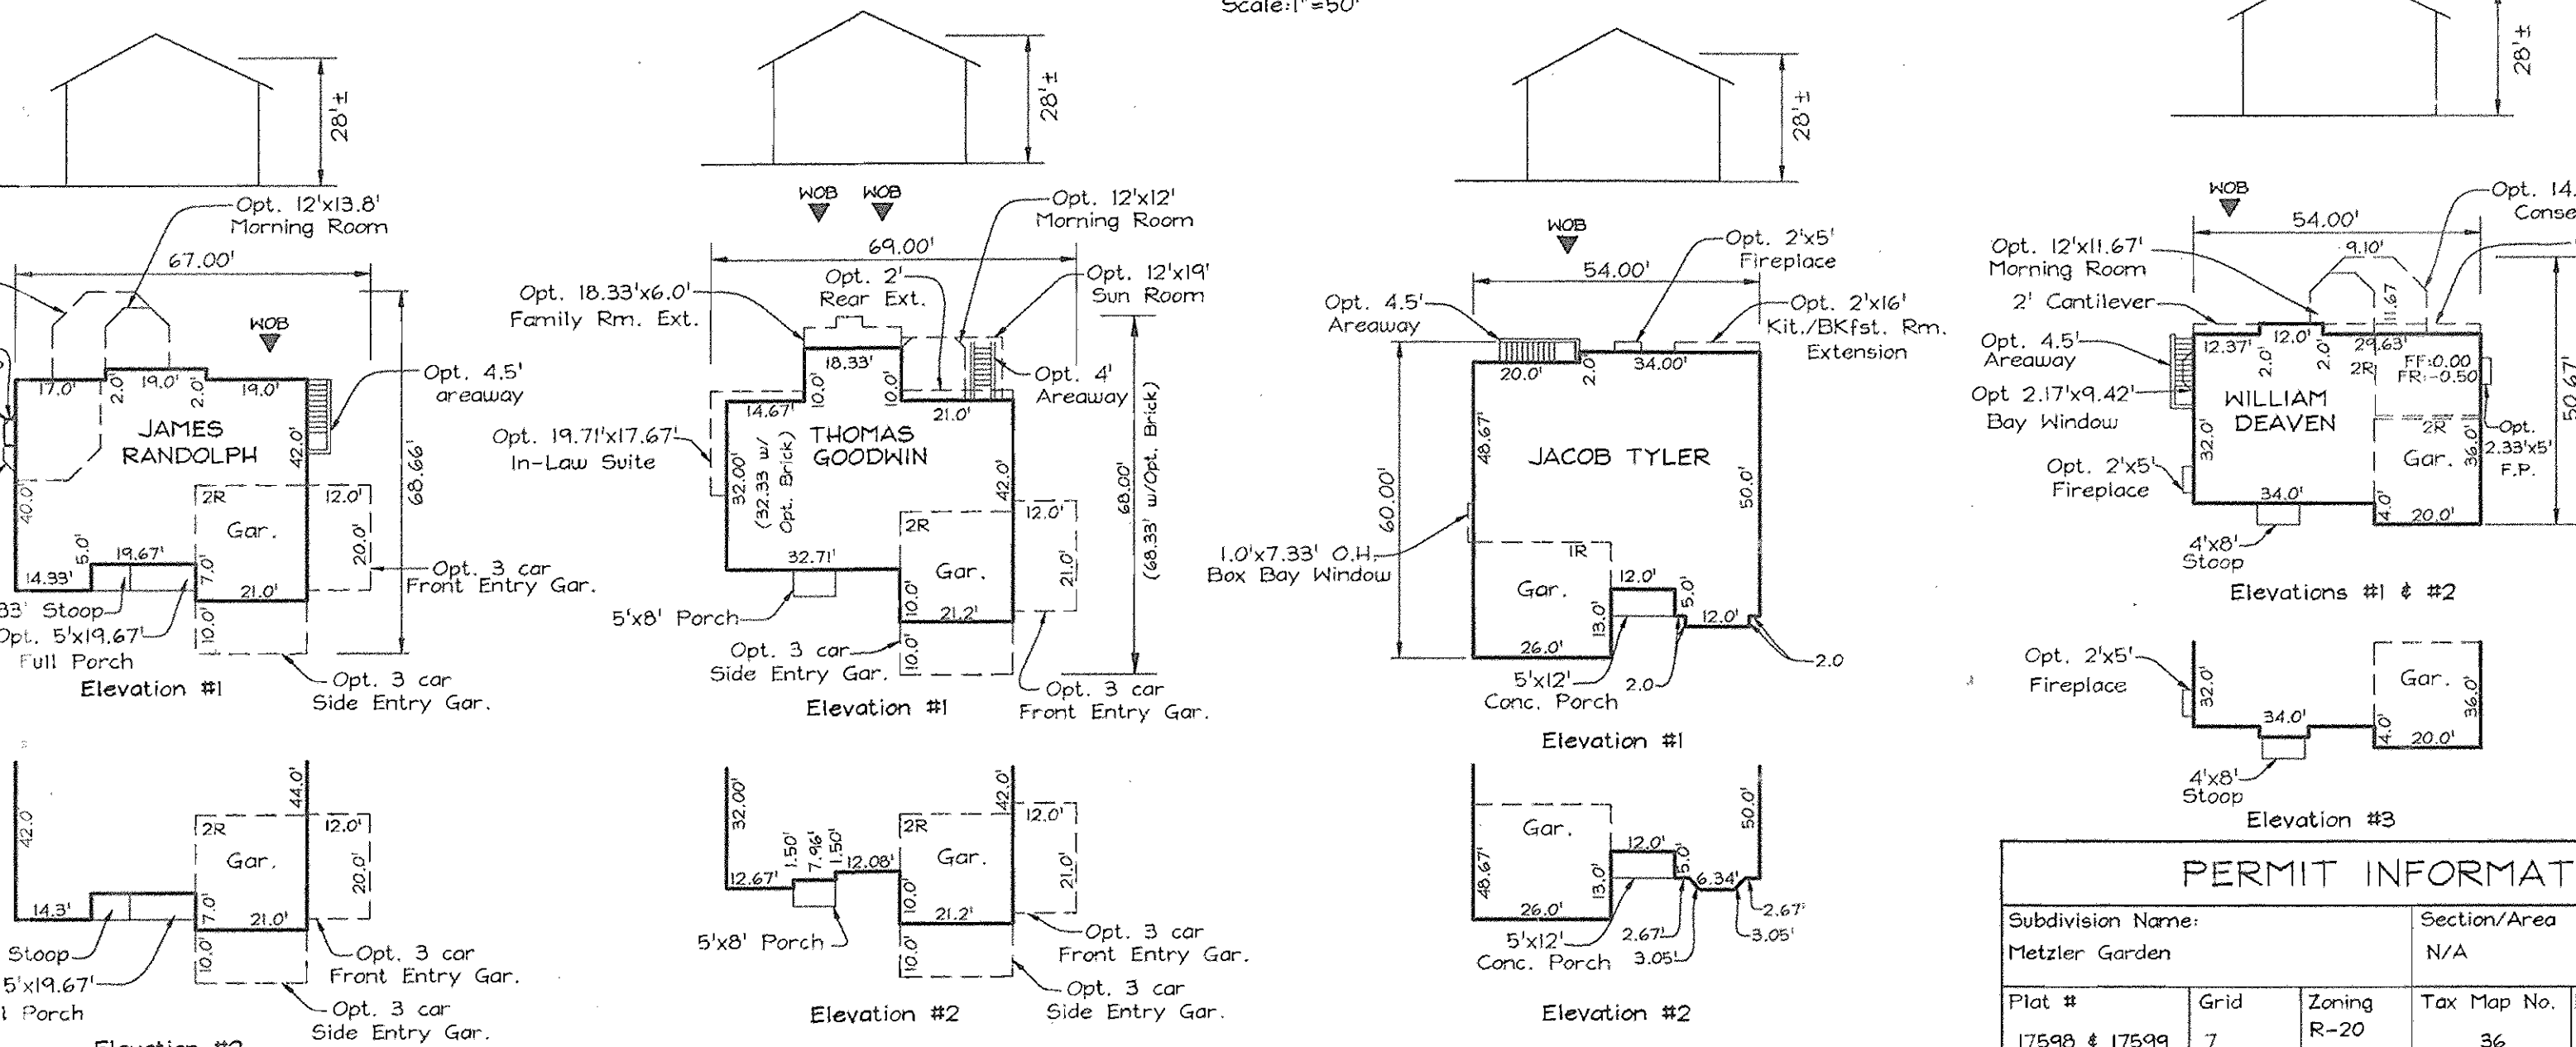 Scale:1"=50'
28'±
Opt. 12'x13.8'
Morning Room
67.00'
WOB
17.0'
2.0'
19.0'
2.0'
19.0'
Opt. 4.5'
areaway
JAMES
RANDOLPH
42.0'
68.66'
40.0'
2R
12.0'
Gar.
20.0'
5.0'
19.67'
7.0'
14.33'
21.0'
Opt. 3 car
Front Entry Gar.
33' Stoop
Opt. 5'x19.67'
Full Porch
10.0'
Opt. 3 car
Side Entry Gar.
Elevation #1
42.0
44.0'
2R
12.0'
Gar.
20.0'
14.3'
7.0'
21.0'
Stoop
5'x19.67'
Porch
10.0'
Opt. 3 car
Front Entry Gar.
Opt. 3 car
Side Entry Gar.
Elevation #2
28'±
WOB WOB
Opt. 12'x12'
Morning Room
69.00'
Opt. 18.33'x6.0'
Family Rm. Ext.
Opt. 2'
Rear Ext.
Opt. 12'x19'
Sun Room
18.33'
10.0'
10.0'
Opt. 4'
Areaway
14.67'
21.0'
Opt. 19.71'x17.67'
In-Law Suite
THOMAS
GOODWIN
32.00'
(32.33 w/
Opt. Brick)
42.0'
68.00'
(68.33' w/Opt. Brick)
2R
12.0'
Gar.
21.0'
32.71'
10.0'
21.2'
5'x8' Porch
Opt. 3 car
Side Entry Gar.
10.0'
Opt. 3 car
Front Entry Gar.
Elevation #1
32.00'
42.0'
12.0'
2R
Gar.
21.0'
1.50'
7.96'
1.50'
12.67'
12.08'
10.0'
21.2'
5'x8' Porch
10.0'
Opt. 3 car
Front Entry Gar.
Opt. 3 car
Side Entry Gar.
Elevation #2
28'±
WOB
Opt. 2'x5'
Fireplace
54.00'
Opt. 4.5'
Areaway
Opt. 2'x16'
Kit./BKfst. Rm.
Extension
20.0'
2.0'
34.00'
48.67'
JACOB TYLER
50.0'
60.00'
1.0'x7.33' O.H.
Box Bay Window
1R
Gar.
12.0'
5.0'
13.0'
12.0'
26.0'
5'x12'
Conc. Porch
2.0
2.0
Elevation #1
Gar.
48.67'
12.0'
5.0'
50.0'
13.0'
6.34'
26.0'
5'x12'
Conc. Porch
2.67'
3.05'
2.67'
3.05'
Elevation #2
28'±
WOB
Opt. 14.
Conse
54.00'
Opt. 12'x11.67'
Morning Room
9.10'
2' Cantilever
11.67
12.37'
2.0'
12.0'
2.0'
29.63'
Opt. 4.5'
Areaway
2R
FF:0.00
FR:-0.50
50.67'
Opt 2.17'x9.42'
Bay Window
WILLIAM
DEAVEN
32.0'
2R
Gar.
36.0'
Opt.
2.33'x5'
F.P.
Opt. 2'x5'
Fireplace
34.0'
4.0'
20.0'
4'x8'
Stoop
Elevations #1 & #2
Opt. 2'x5'
Fireplace
32.0'
Gar.
36.0'
34.0'
4.0'
20.0'
4'x8'
Stoop
Elevation #3
PERMIT INFORMAT
Subdivision Name:
Metzler Garden
Section/Area
N/A
Plat #
17598 & 17599
Grid
7
Zoning
R-20
Tax Map No.
36